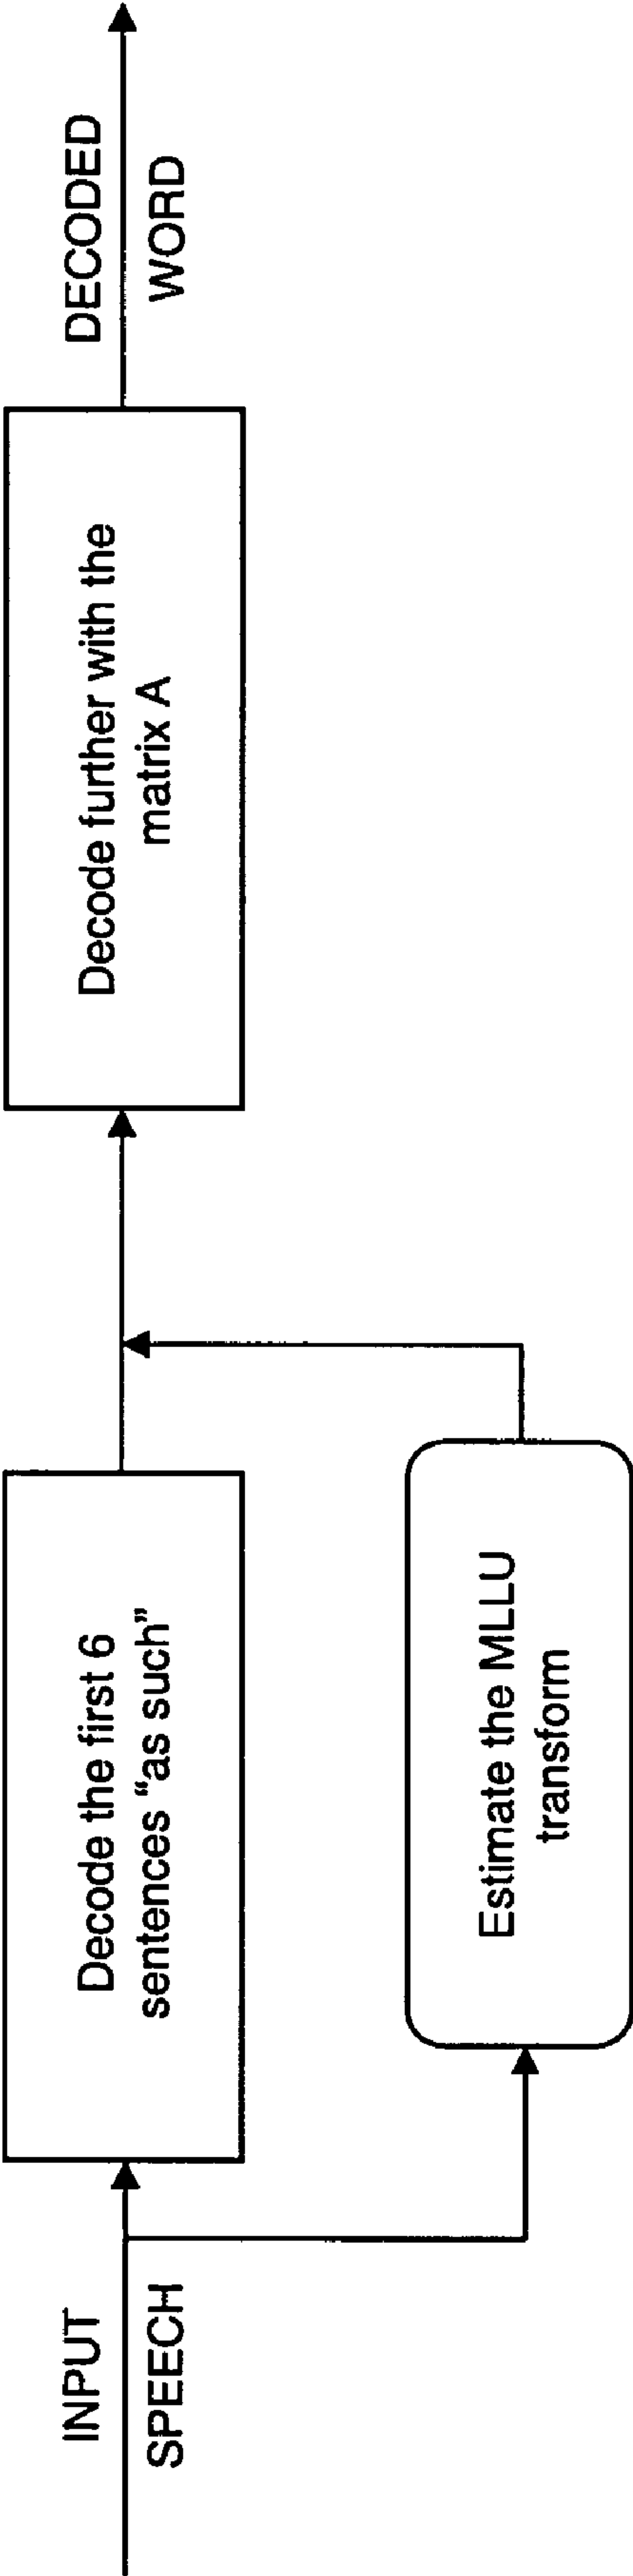 INPUT
SPEECH
Decode the first 6
sentences “as such”
Estimate the MLLU
transform
Decode further with the
matrix A
DECODED
WORD